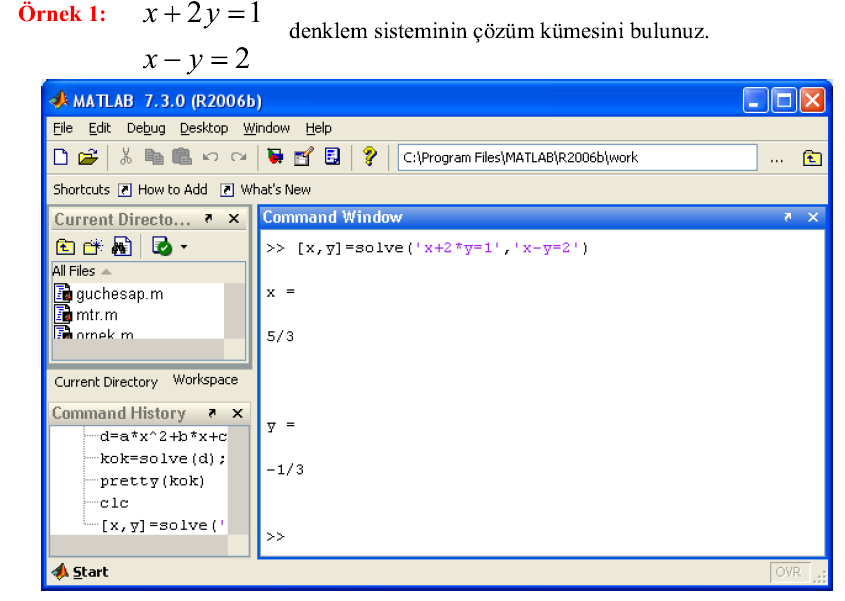 Örnek 1: x + 2y = 1
denklem sisteminin çözüm kümesini bulunuz.
x − y = 2
MATLAB 7.3.0 (R2006b)
File Edit Debug Desktop Window Help
C:\Program Files\MATLAB\R2006b\work ...
Shortcuts How to Add What's New
Current Directo...
All Files
guchesap.m
mtr.m
ornek.m
Current Directory Workspace
Command History
d=a*x^2+b*x+c
kok=solve(d);
pretty(kok)
clc
[x,y]=solve('
Command Window
>> [x,y]=solve('x+2*y=1','x-y=2')
x =
5/3
y =
-1/3
>>
Start
OVR